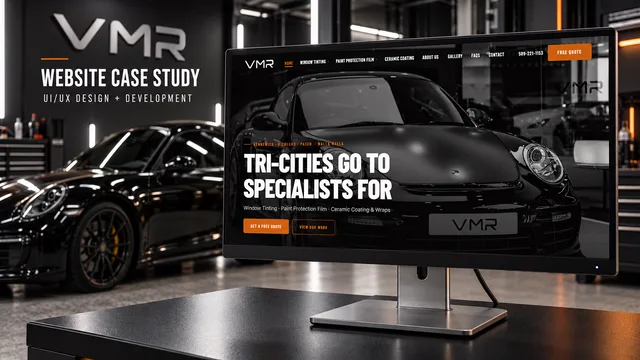 VMR
WEBSITE CASE STUDY
UI/UX DESIGN + DEVELOPMENT
VMR
HOME WINDOW TINTING PAINT PROTECTION FILM CERAMIC COATING ABOUT US GALLERY FAQS CONTACT 509-221-1153 FREE QUOTE
VMR
TRI-CITIES GO TO
SPECIALISTS FOR
Window Tinting · Paint Protection Film · Ceramic Coating & Wraps
GET A FREE QUOTE VIEW OUR WORK
VMR